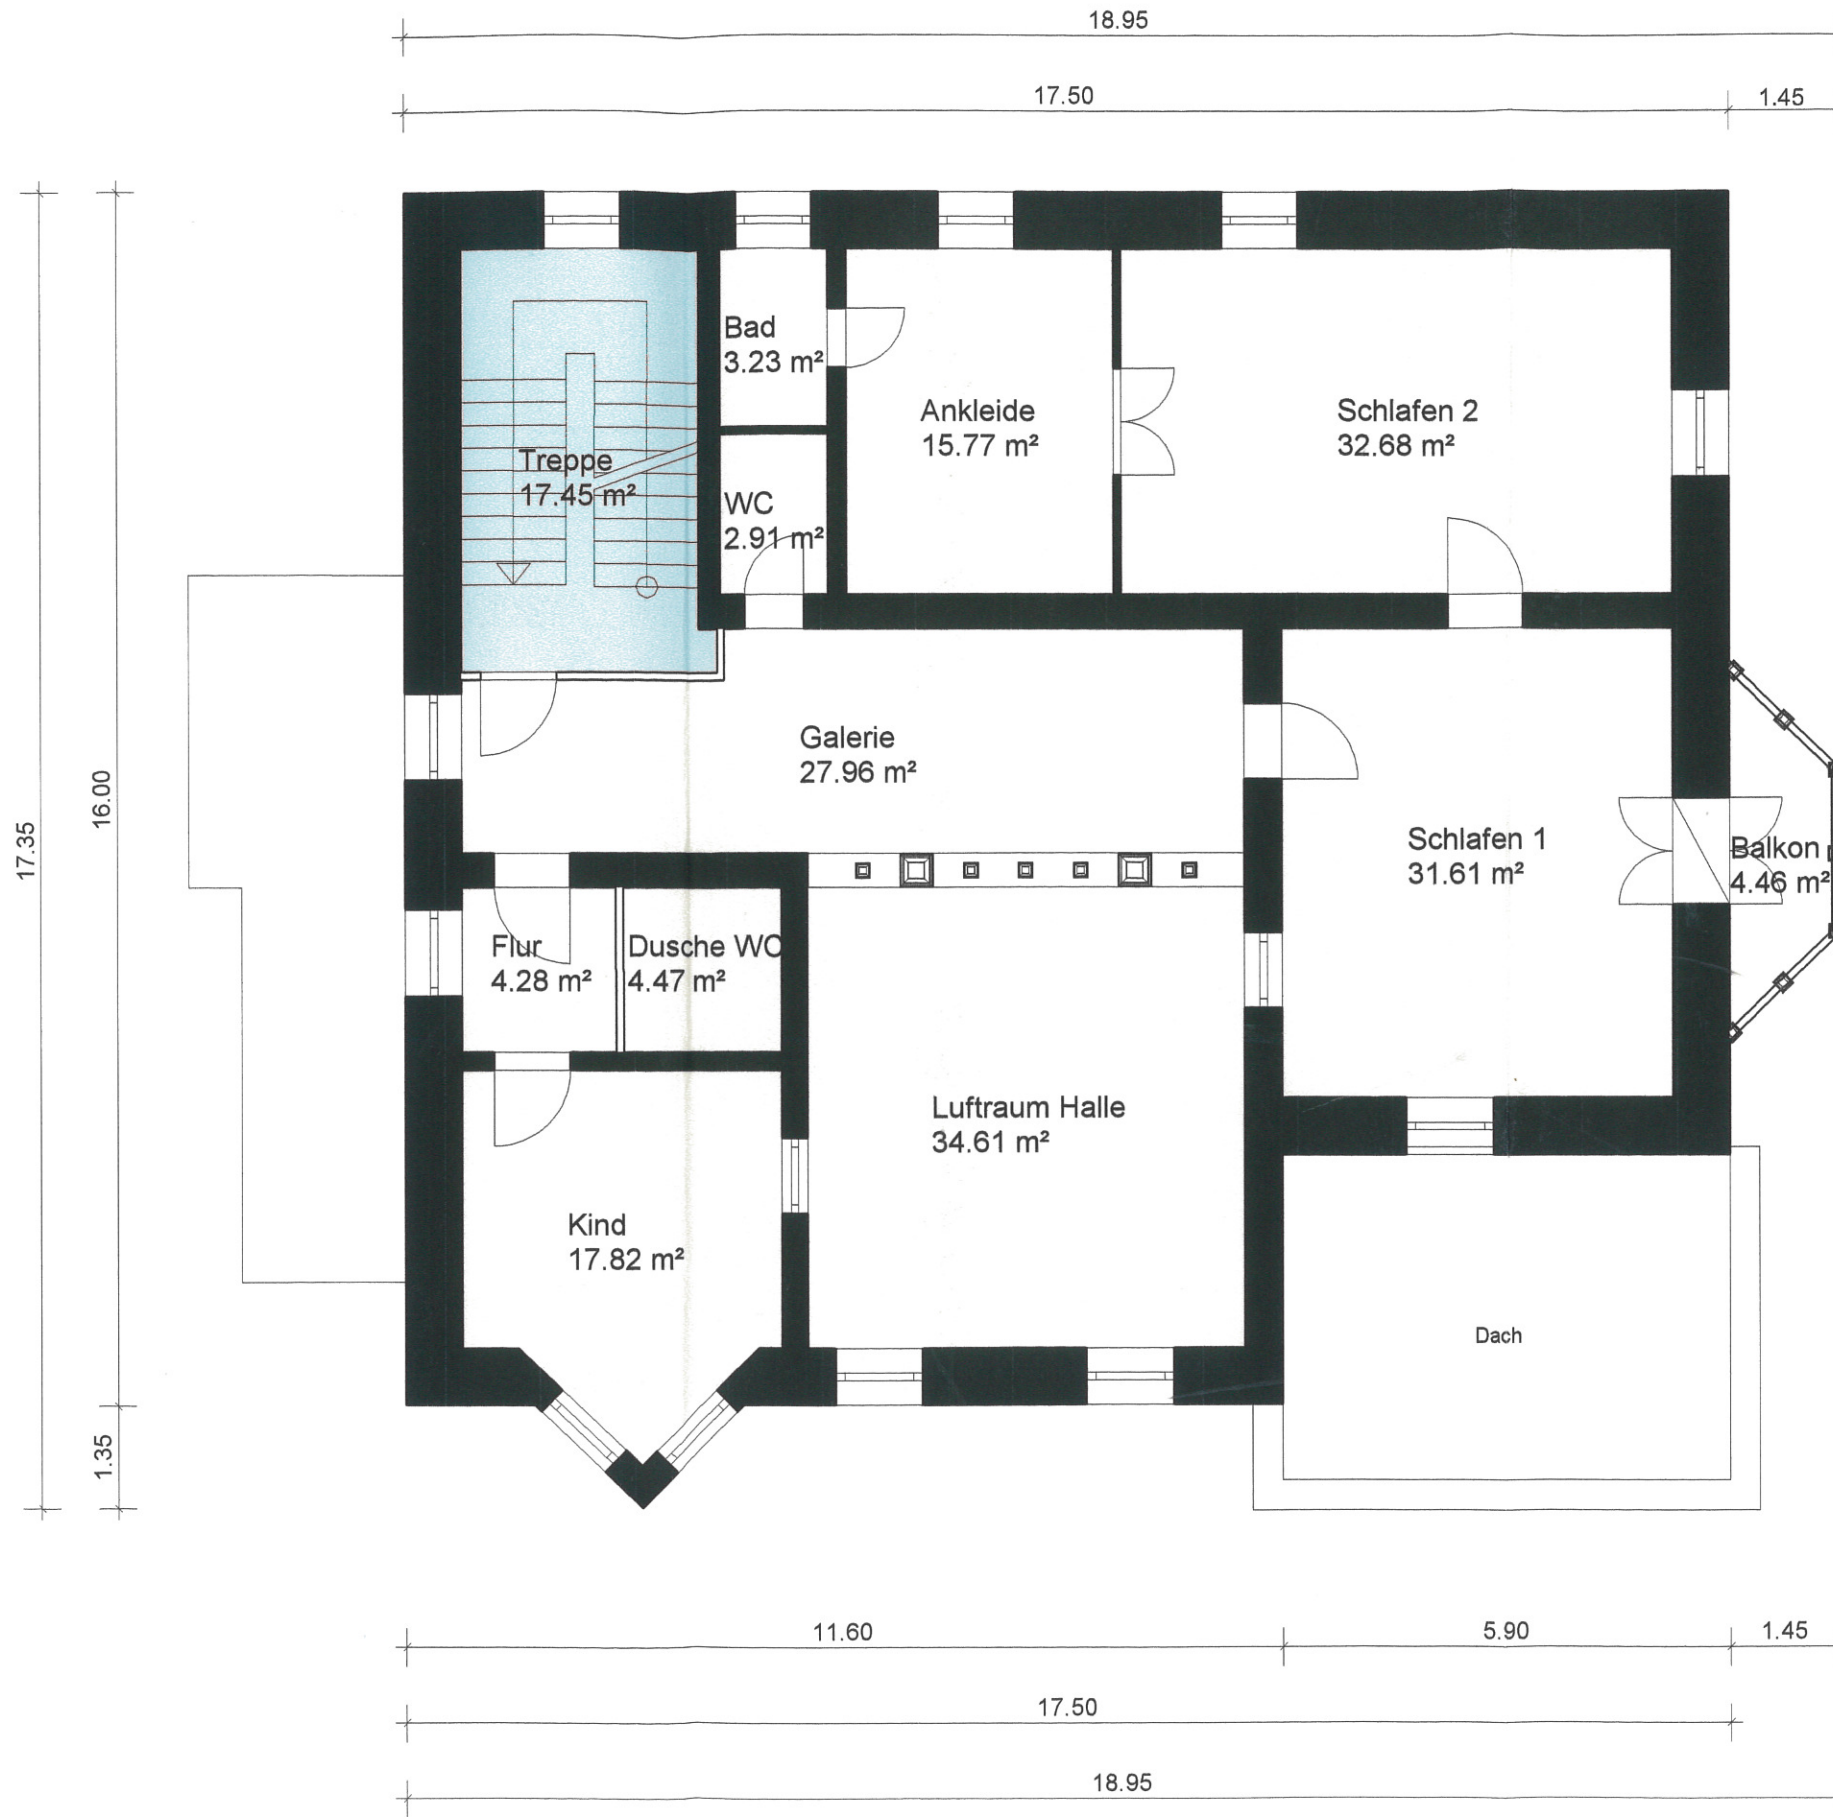 18.95
17.50
1.45
Bad
3.23 m²
Ankleide
15.77 m²
Schlafen 2
32.68 m²
Treppe
17.45 m²
WC
2.91 m²
Galerie
27.96 m²
17.35
16.00
Schlafen 1
31.61 m²
Balkon
4.46 m²
Flur
4.28 m²
Dusche WC
4.47 m²
Luftraum Halle
34.61 m²
Kind
17.82 m²
Dach
1.35
11.60
5.90
1.45
17.50
18.95